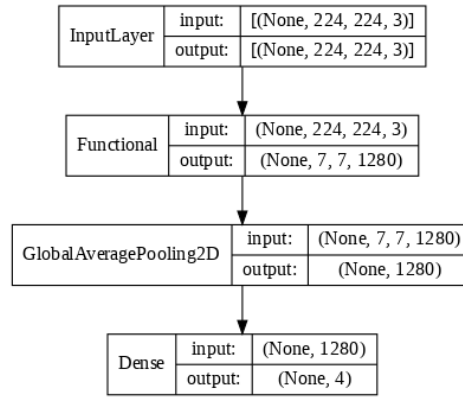 InputLayer input: [(None, 224, 224, 3)]
output: [(None, 224, 224, 3)]
Functional input: (None, 224, 224, 3)
output: (None, 7, 7, 1280)
GlobalAveragePooling2D input: (None, 7, 7, 1280)
output: (None, 1280)
Dense input: (None, 1280)
output: (None, 4)